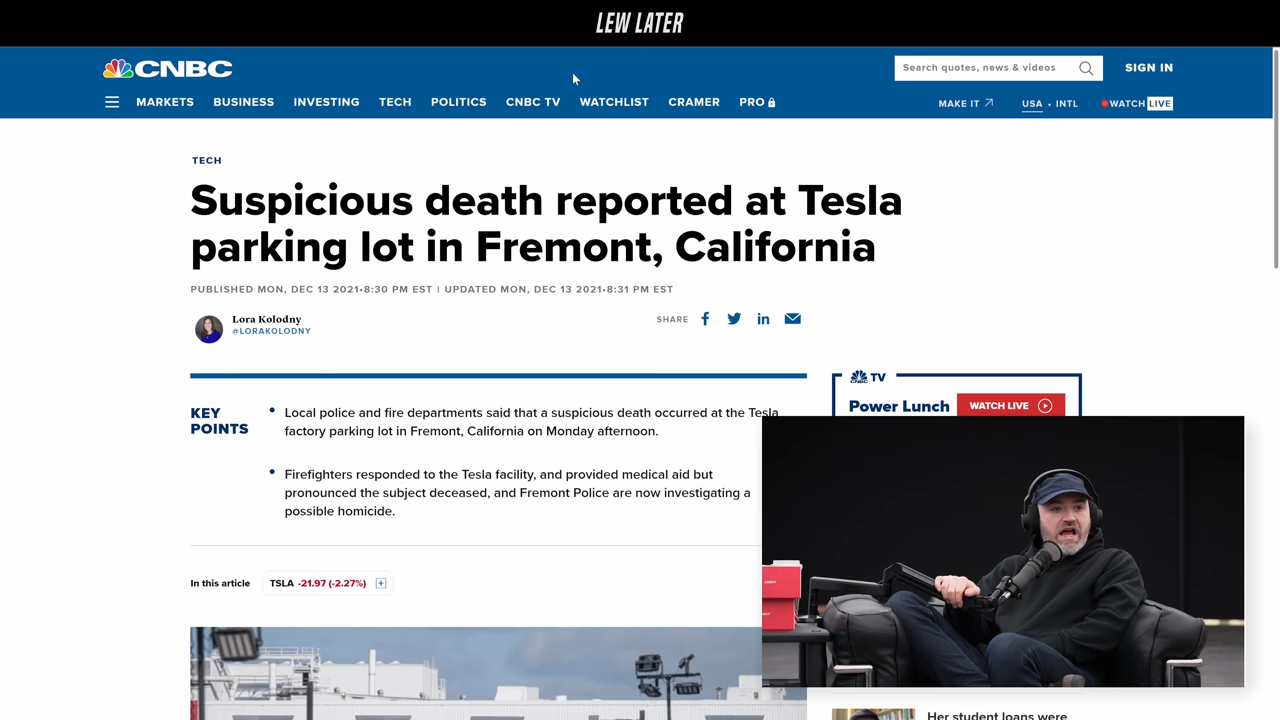 LEW LATER
CNBC
Search quotes, news & videos
SIGN IN
MARKETS BUSINESS INVESTING TECH POLITICS CNBC TV WATCHLIST CRAMER PRO
MAKE IT USA • INTL WATCH LIVE
TECH
Suspicious death reported at Tesla
parking lot in Fremont, California
PUBLISHED MON, DEC 13 2021•8:30 PM EST | UPDATED MON, DEC 13 2021•8:31 PM EST
Lora Kolodny
@LORAKOLODNY
SHARE
KEY
POINTS
• Local police and fire departments said that a suspicious death occurred at the Tesla
factory parking lot in Fremont, California on Monday afternoon.
• Firefighters responded to the Tesla facility, and provided medical aid but
pronounced the subject deceased, and Fremont Police are now investigating a
possible homicide.
TV
Power Lunch WATCH LIVE
In this article TSLA -21.97 (-2.27%) +
Her student loans were